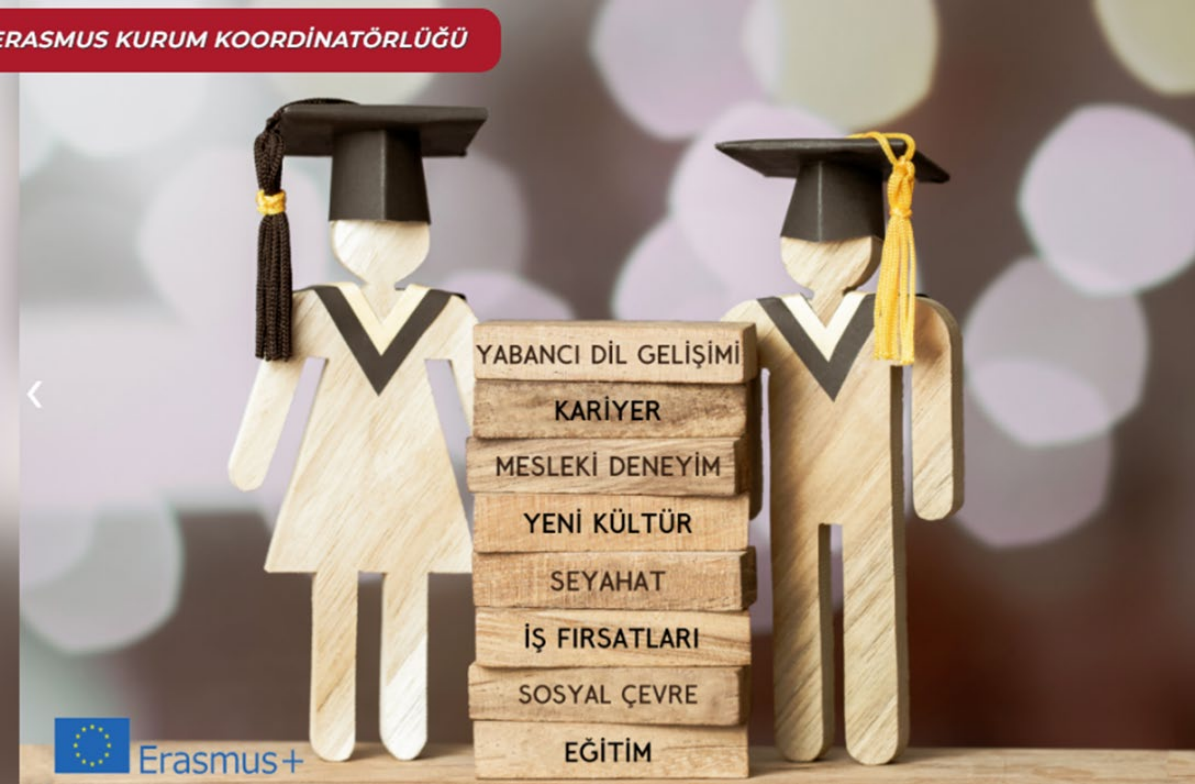 ERASMUS KURUM KOORDİNATÖRLÜĞÜ
YABANCI DİL GELİŞİMİ
KARİYER
MESLEKİ DENEYİM
YENİ KÜLTÜR
SEYAHAT
İŞ FIRSATLARI
SOSYAL ÇEVRE
EĞİTİM
Erasmus+